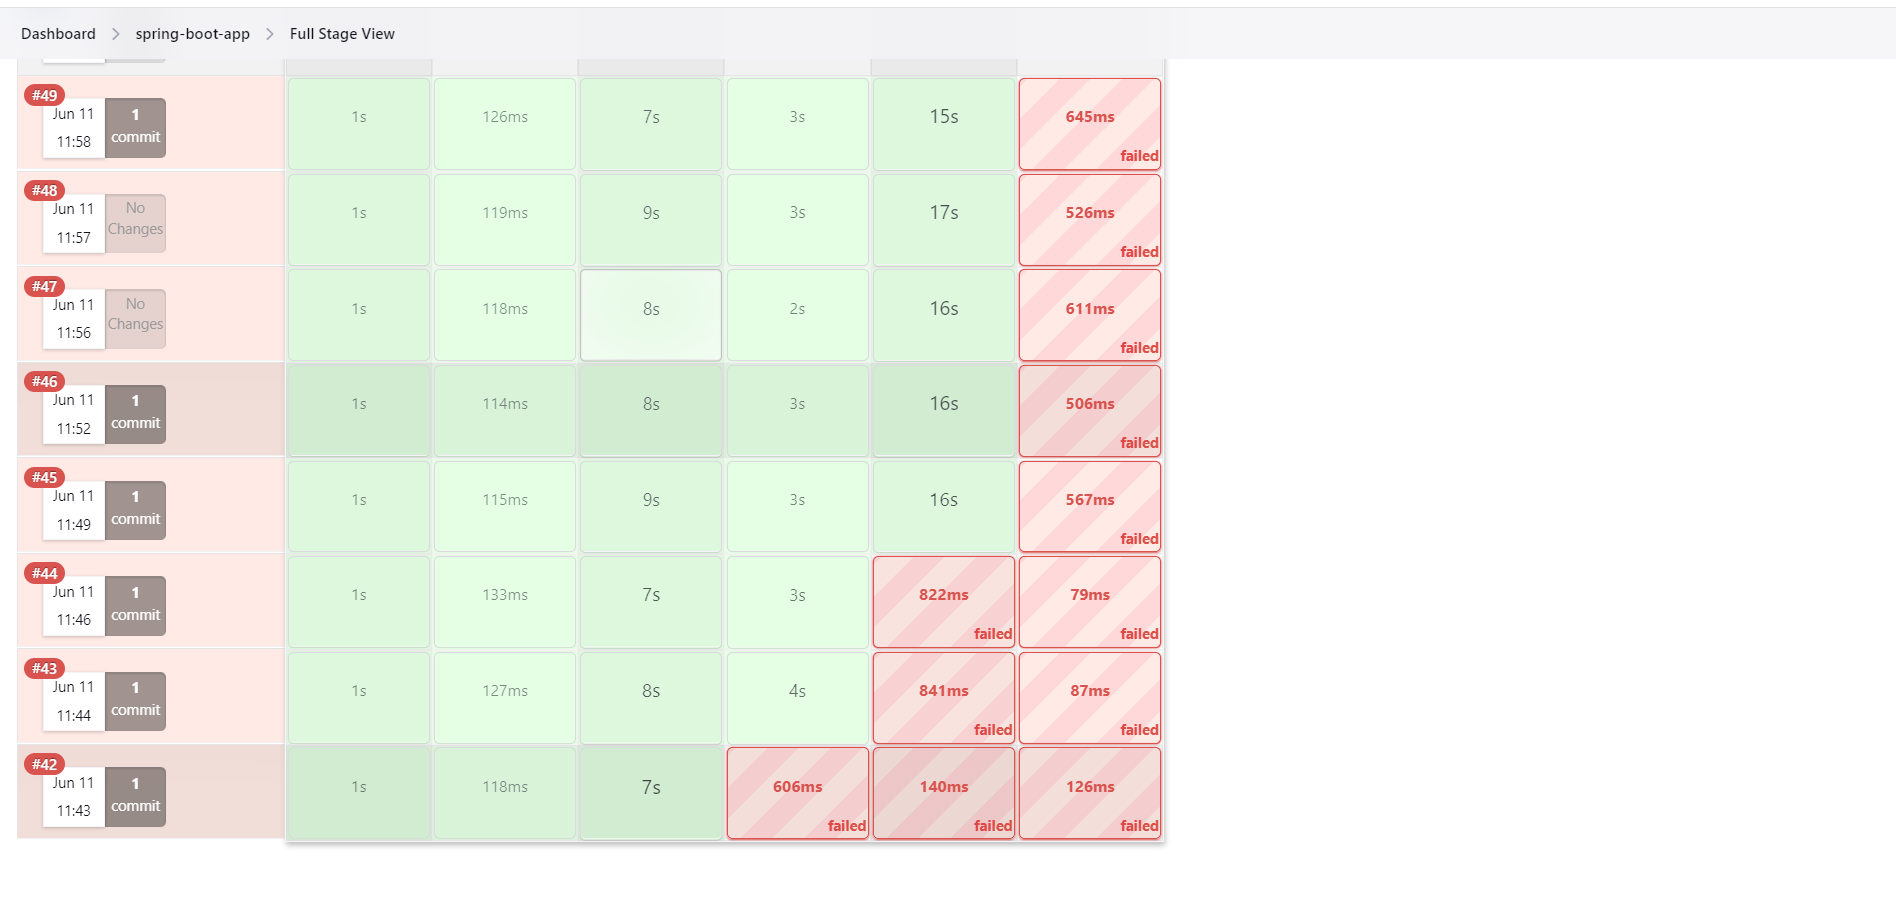 Dashboard > spring-boot-app > Full Stage View
#49
Jun 11
11:58
1
commit
1s
126ms
7s
3s
15s
645ms
failed
#48
Jun 11
11:57
No
Changes
1s
119ms
9s
3s
17s
526ms
failed
#47
Jun 11
11:56
No
Changes
1s
118ms
8s
2s
16s
611ms
failed
#46
Jun 11
11:52
1
commit
1s
114ms
8s
3s
16s
506ms
failed
#45
Jun 11
11:49
1
commit
1s
115ms
9s
3s
16s
567ms
failed
#44
Jun 11
11:46
1
commit
1s
133ms
7s
3s
822ms
failed
79ms
failed
#43
Jun 11
11:44
1
commit
1s
127ms
8s
4s
841ms
failed
87ms
failed
#42
Jun 11
11:43
1
commit
1s
118ms
7s
606ms
failed
140ms
failed
126ms
failed